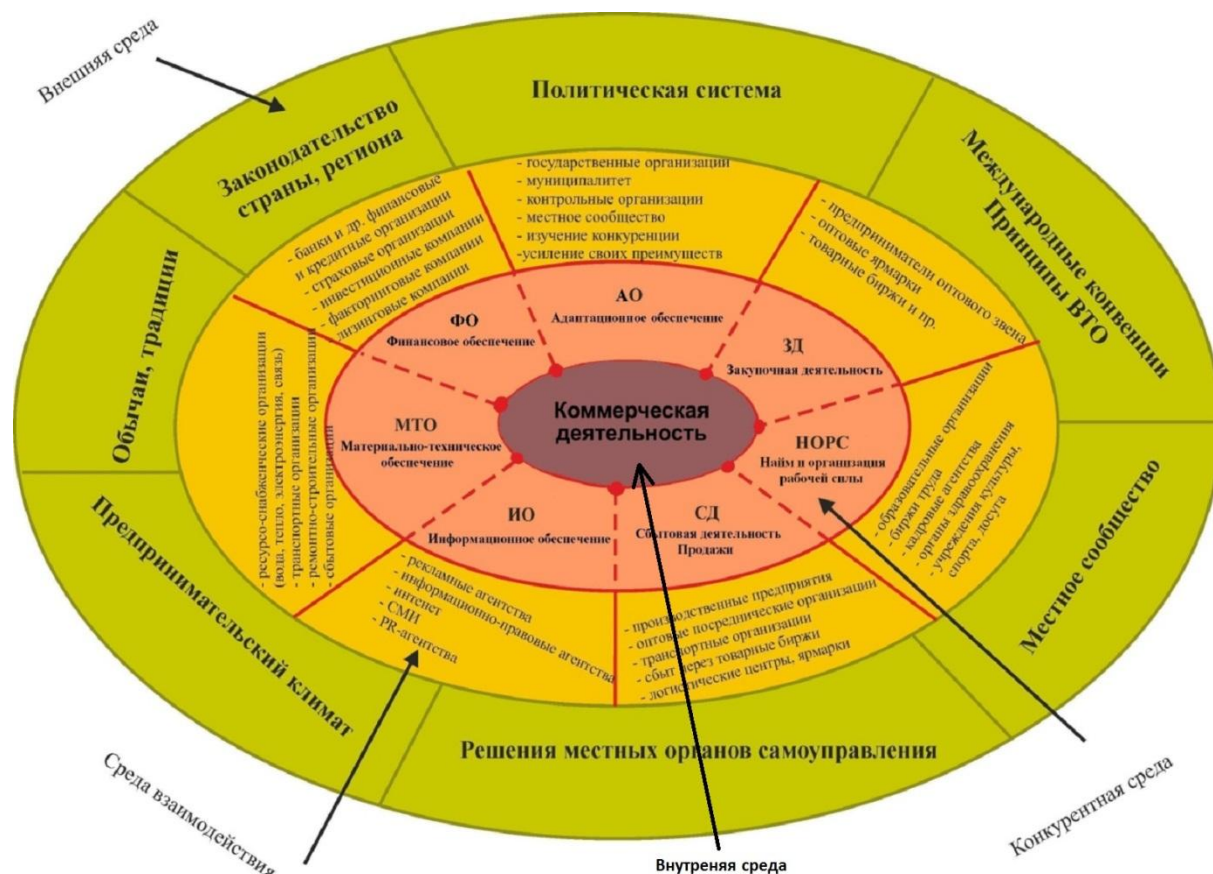 Внешняя среда
Политическая система
Законодательство
страны, региона
Международные конвенции
Принципы ВТО
Обычаи, традиции
Местное сообщество
Предпринимательский климат
Решения местных органов самоуправления
- государственные организации
- муниципалитет
- контрольные организации
- местное сообщество
- изучение конкуренции
-усиление своих преимуществ
- банки и др. финансовые
и кредитные организации
- страховые организации
- инвестиционные компании
- факторинговые компании
- лизинговые компании
- предприниматели оптового звена
- оптовые ярмарки
- товарные биржи и пр.
- ресурсо-снабженческие организации
(вода, тепло, электроэнергия, связь)
- транспортные организации
- ремонтно-строительные организации
- сбытовые организации
- образовательные организации
- биржи труда
- кадровые агентства
- органы здравоохранения
- учреждения культуры,
спорта, досуга
- рекламные агентства
- информационно-правовые агентства
- интенет
- СМИ
- PR-агентства
- производственные предприятия
- оптовые посреднические организации
- транспортные организации
- сбыт через товарные биржи
- логистические центры, ярмарки
АО
Адаптационное обеспечение
ФО
Финансовое обеспечение
ЗД
Закупочная деятельность
МТО
Материально-техническое
обеспечение
НОРС
Найм и организация
рабочей силы
ИО
Информационное обеспечение
СД
Сбытовая деятельность
Продажи
Коммерческая
деятельность
Среда взаимодействия
Внутреняя среда
Конкурентная среда